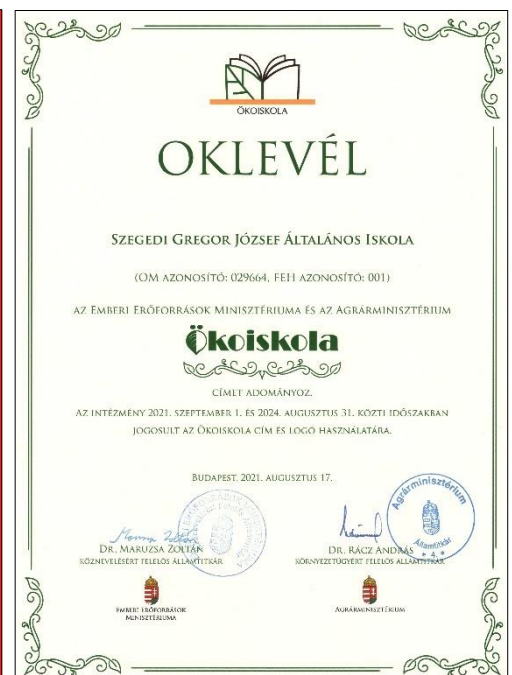 ÖKOISKOLA
OKLEVÉL
SZEGEDI GREGOR JÓZSEF ÁLTALÁNOS ISKOLA
(OM AZONOSÍTÓ: 029664, FEH AZONOSÍTÓ: 001)
AZ EMBERI ERŐFORRÁSOK MINISZTÉRIUMA ÉS AZ AGRÁRMINISZTÉRIUM
Ökoiskola
CÍMET ADOMÁNYOZ.
AZ INTÉZMÉNY 2021. SZEPTEMBER 1. ÉS 2024. AUGUSZTUS 31. KÖZTI IDŐSZAKBAN
JOGOSULT AZ ÖKOISKOLA CÍM ÉS LOGÓ HASZNÁLATÁRA.
BUDAPEST, 2021. AUGUSZTUS 17.
Agrárminisztérium
Államtitkár
4.
DR. MARUZSA ZOLTÁN
KÖZNEVELÉSÉRT FELELŐS ÁLLAMTITKÁR
DR. RÁCZ ANDRÁS
KÖRNYEZETÜGYÉRT FELELŐS ÁLLAMTITKÁR
EMBERI ERŐFORRÁSOK
MINISZTÉRIUMA
AGRÁRMINISZTÉRIUM